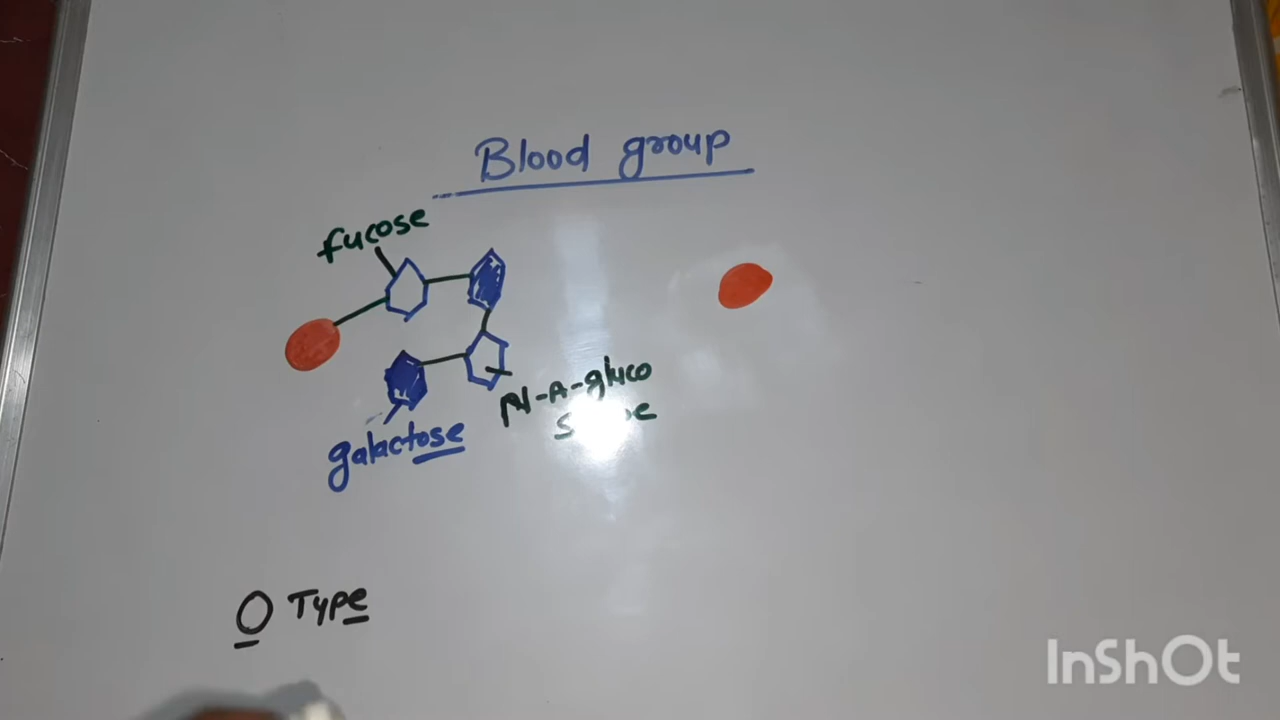 Blood group
fucose
N-A-gluco
galactose
O Type
InShOt